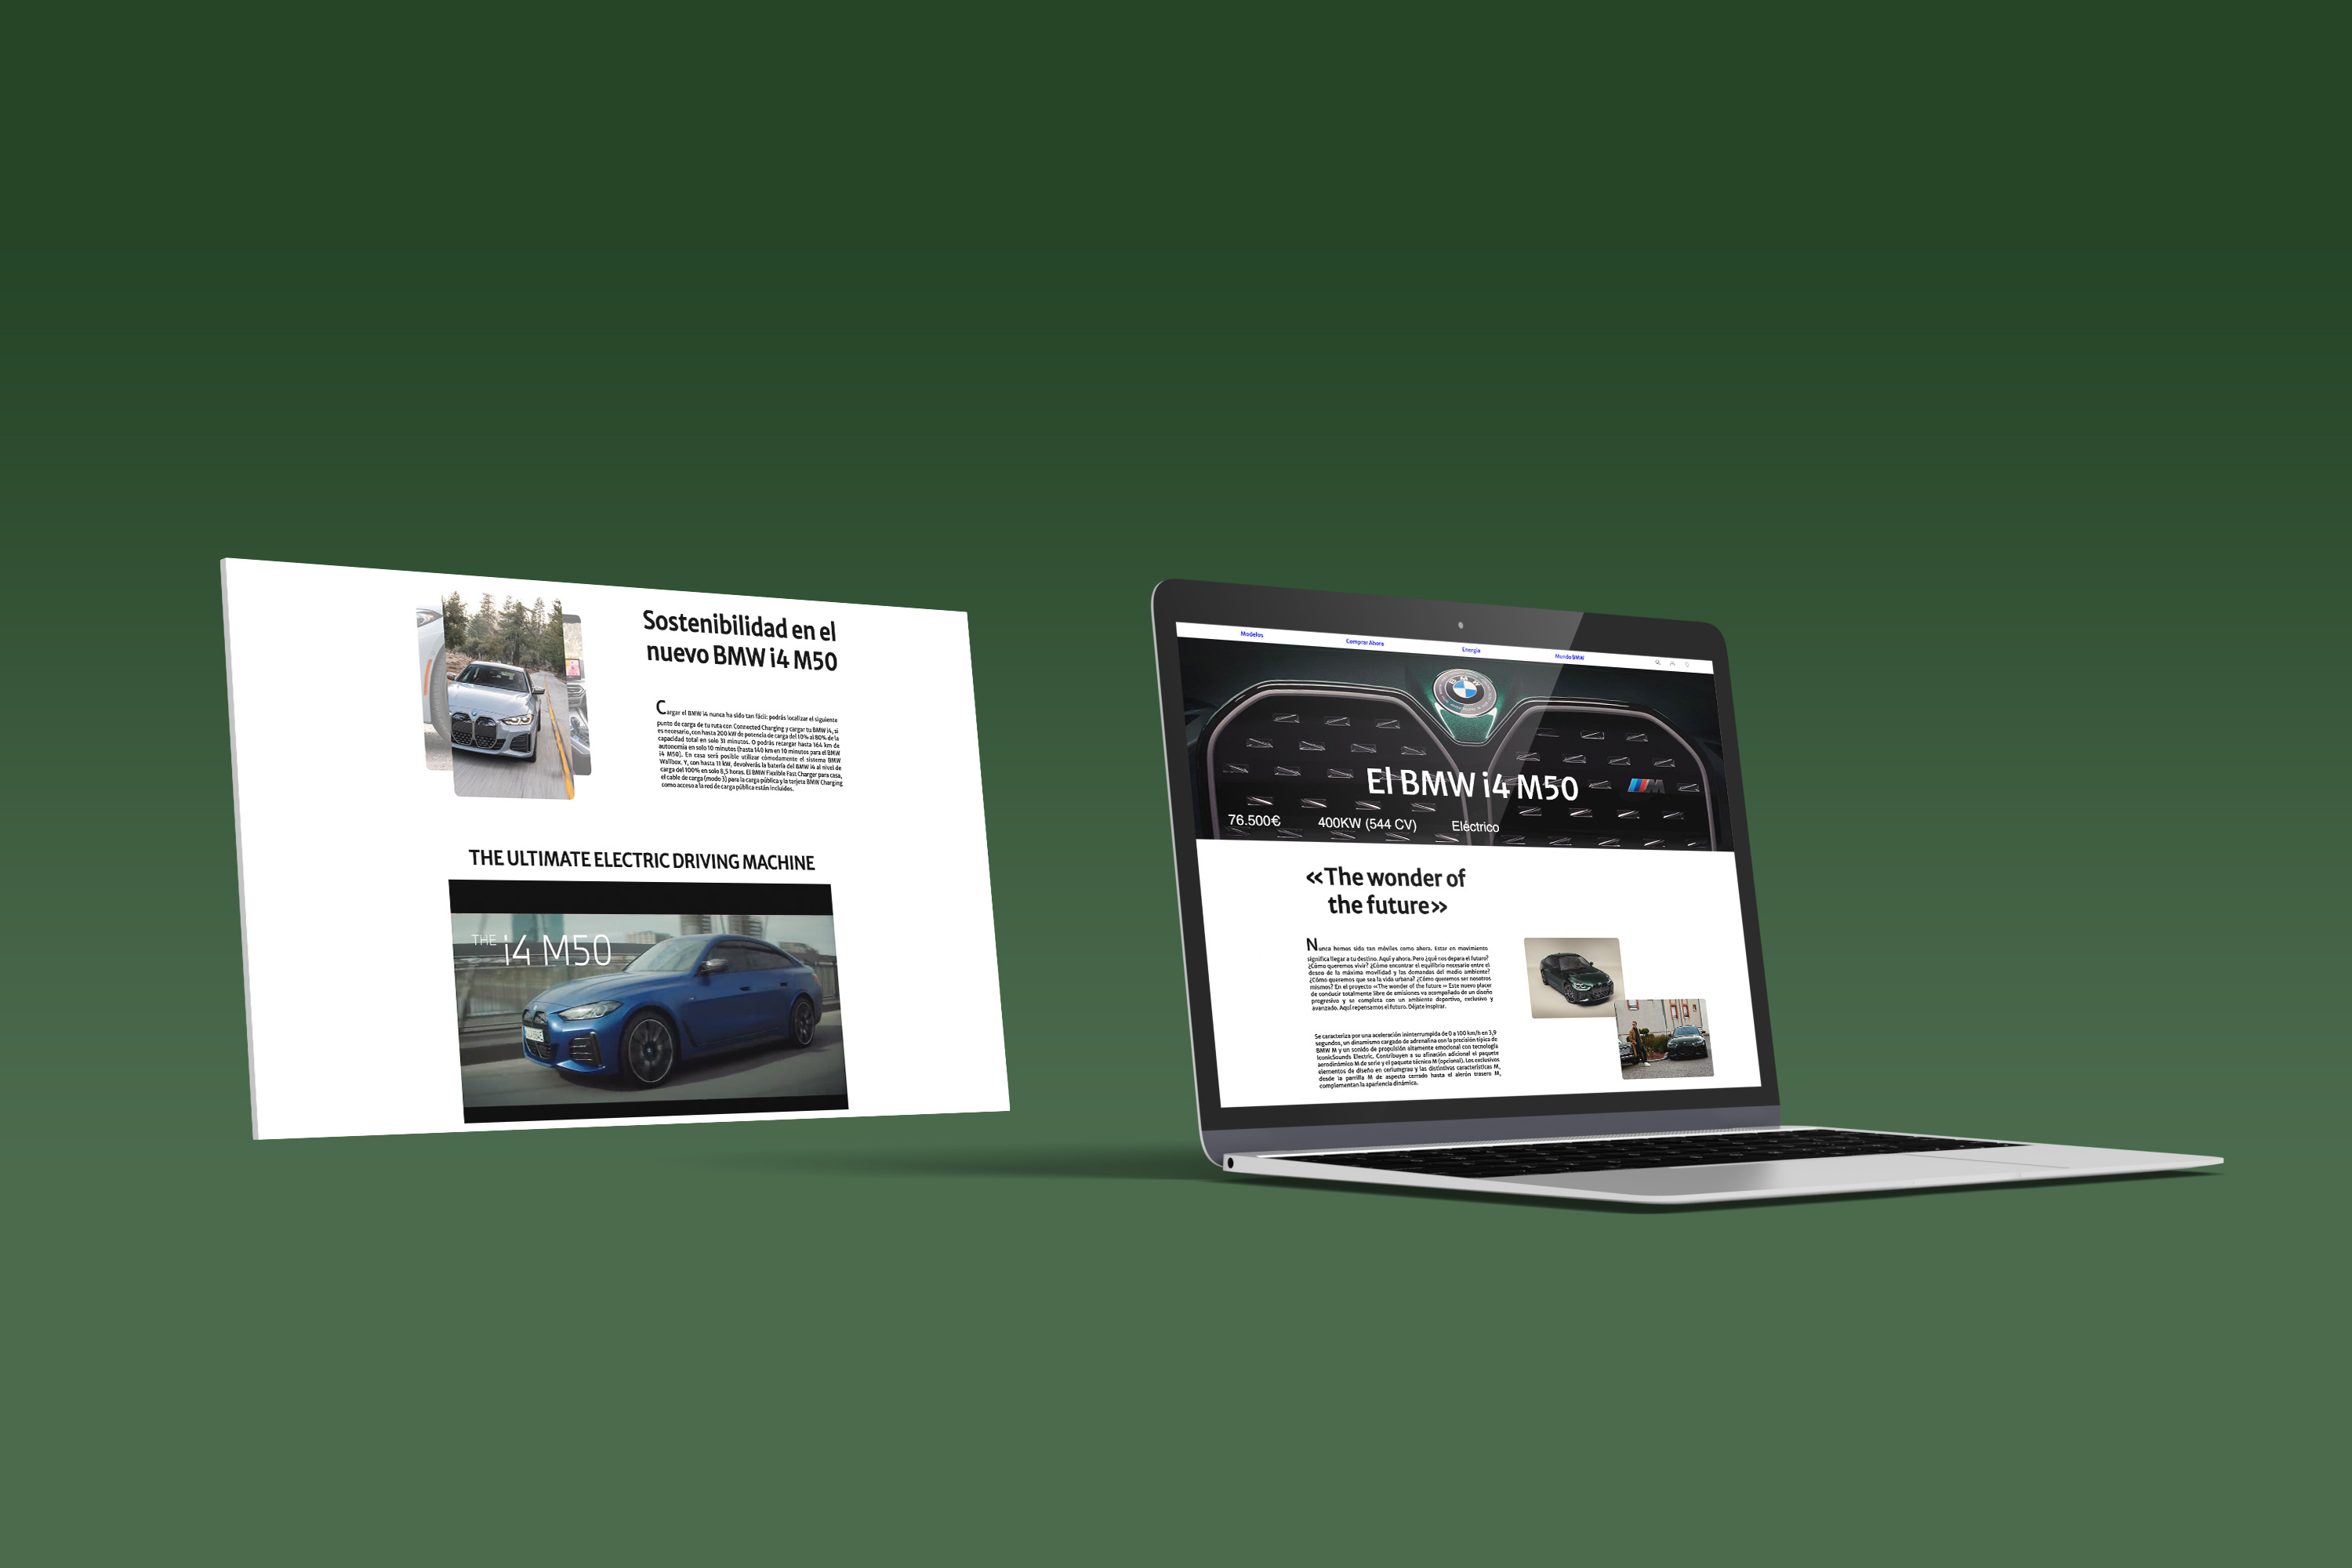 Sostenibilidad en el
nuevo BMW i4 M50
Cargar el BMW i4 nunca ha sido tan fácil: podrás localizar el siguiente
punto de carga de tu ruta con Connected Charging y cargar tu BMW i4, si
es necesario, con hasta 200 kW de potencia de carga del 10% al 80% de la
capacidad total en solo 31 minutos. O podrás recargar hasta 164 km de
autonomía en solo 10 minutos (hasta 140 km en 10 minutos para el BMW
i4 M50). En casa será posible utilizar cómodamente el sistema BMW
Wallbox. Y, con hasta 11 kW, devolverás la batería del BMW i4 al nivel de
carga del 100% en solo 8,5 horas. El BMW Flexible Fast Charger para casa,
el cable de carga (modo 3) para la carga pública y la tarjeta BMW Charging
como acceso a la red de carga pública están incluidos.
THE ULTIMATE ELECTRIC DRIVING MACHINE
THE i4 M50
Modelos Comprar Ahora Energía Mundo BMW
BMW
El BMW i4 M50
M
76.500€ 400KW (544 CV) Eléctrico
«The wonder of
the future»
Nunca hemos sido tan móviles como ahora. Estar en movimiento
significa llegar a tu destino. Aquí y ahora. Pero ¿qué nos depara el futuro?
¿Cómo queremos vivir? ¿Cómo encontrar el equilibrio necesario entre el
deseo de la máxima movilidad y las demandas del medio ambiente?
¿Cómo queremos que sea la vida urbana? ¿Cómo queremos ser nosotros
mismos? En el proyecto «The wonder of the future » Este nuevo placer
de conducir totalmente libre de emisiones va acompañado de un diseño
progresivo y se completa con un ambiente deportivo, exclusivo y
avanzado. Aquí repensamos el futuro. Déjate inspirar.
Se caracteriza por una aceleración ininterrumpida de 0 a 100 km/h en 3,9
segundos, un dinamismo cargado de adrenalina con la precisión típica de
BMW M y un sonido de propulsión altamente emocional con tecnología
IconicSounds Electric. Contribuyen a su afinación adicional el paquete
aerodinámico M de serie y el paquete técnico M (opcional). Los exclusivos
elementos de diseño en ceriumgrau y las distintivas características M,
desde la parrilla M de aspecto cerrado hasta el alerón trasero M,
complementan la apariencia dinámica.